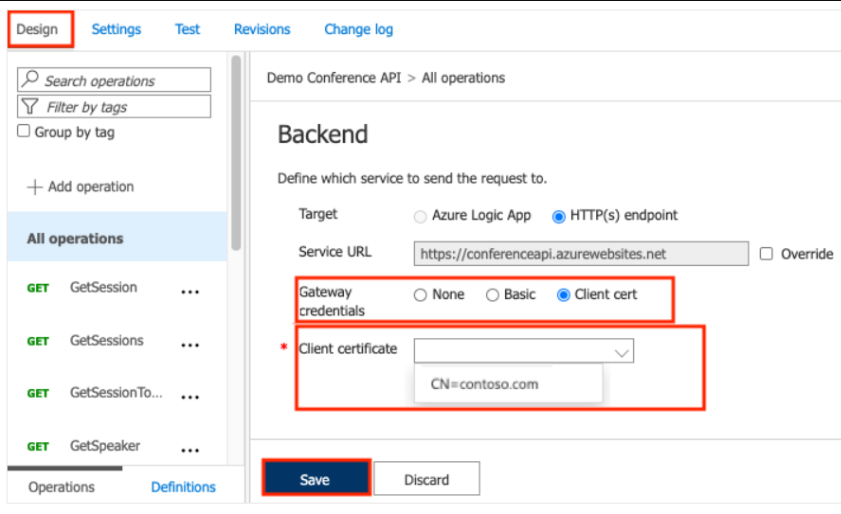 Design Settings Test Revisions Change log
Search operations
Filter by tags
Group by tag
Add operation
All operations
GET GetSession ...
GET GetSessions ...
GET GetSessionTo... ...
GET GetSpeaker ...
Operations Definitions
Demo Conference API > All operations
Backend
Define which service to send the request to.
Target Azure Logic App HTTP(s) endpoint
Service URL https://conferenceapi.azurewebsites.net Override
Gateway None Basic Client cert
credentials
* Client certificate
CN=contoso.com
Save Discard